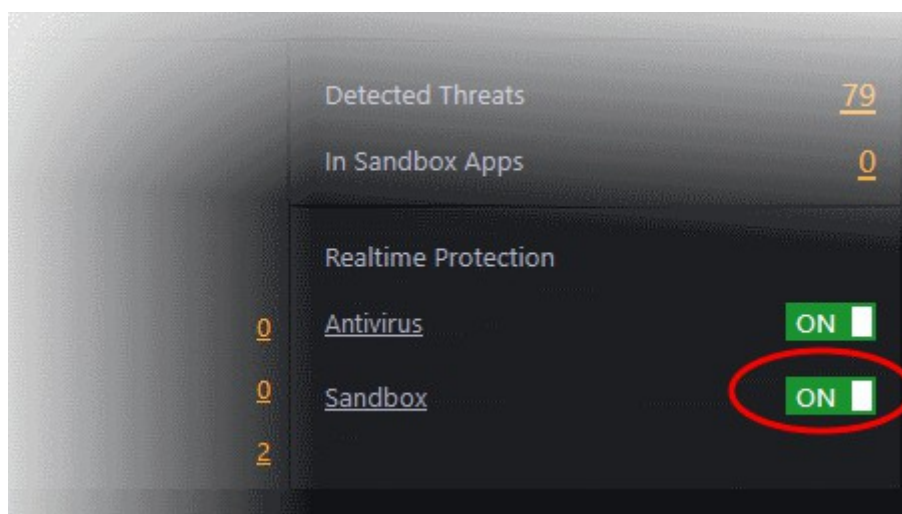 Detected Threats 79
In Sandbox Apps 0
Realtime Protection
0 Antivirus ON
0 Sandbox ON
2